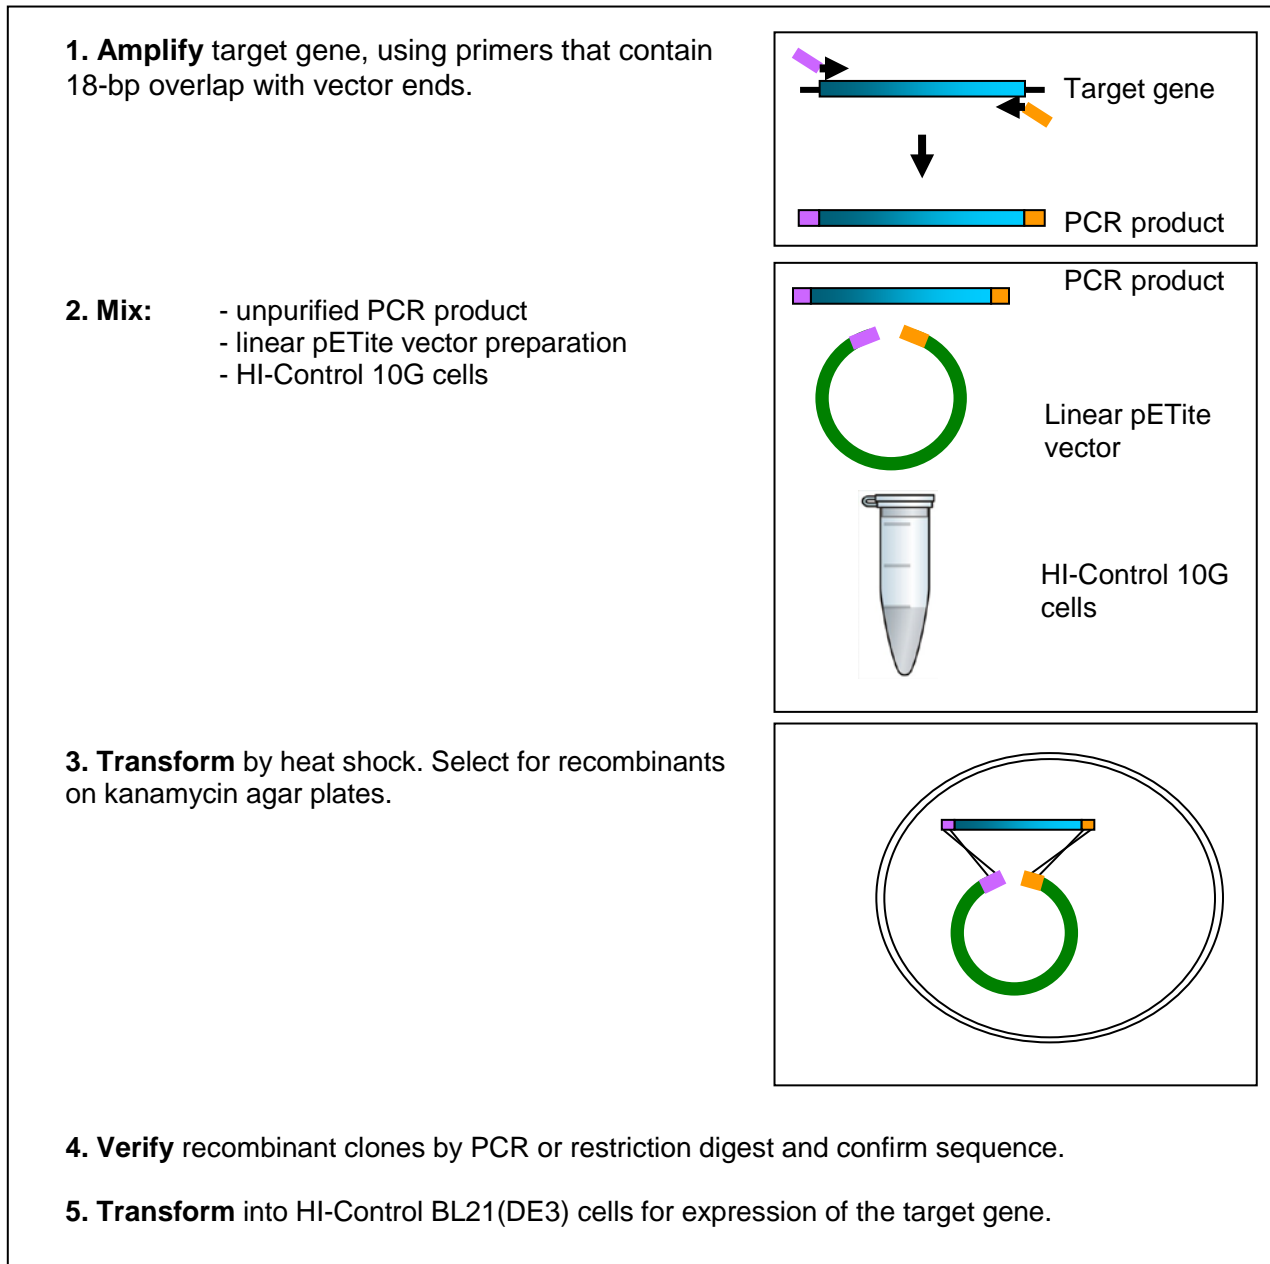 1. Amplify target gene, using primers that contain
18-bp overlap with vector ends.
Target gene
PCR product
2. Mix: - unpurified PCR product
- linear pETite vector preparation
- HI-Control 10G cells
PCR product
Linear pETite
vector
HI-Control 10G
cells
3. Transform by heat shock. Select for recombinants
on kanamycin agar plates.
4. Verify recombinant clones by PCR or restriction digest and confirm sequence.
5. Transform into HI-Control BL21(DE3) cells for expression of the target gene.